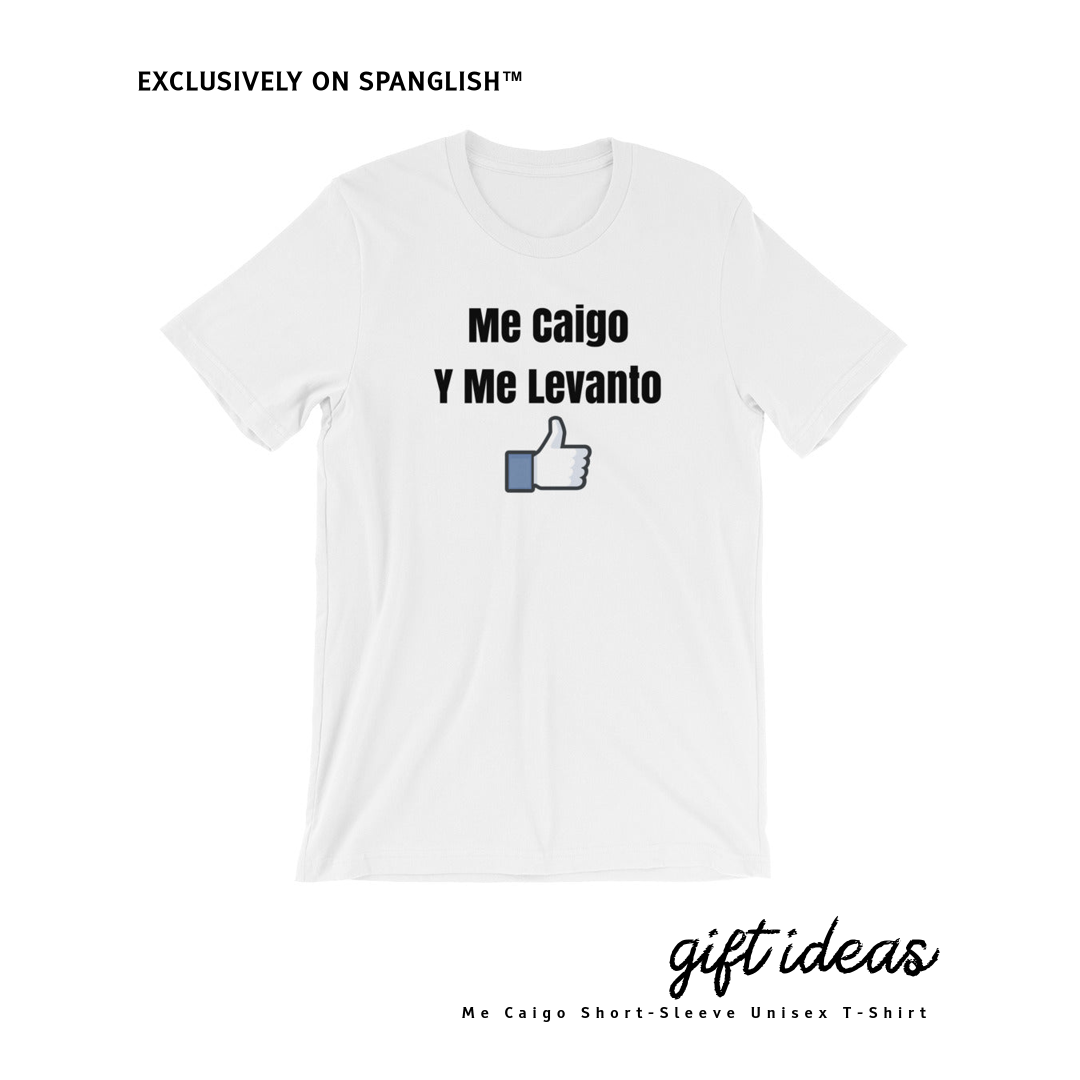 EXCLUSIVELY ON SPANGLISH™
Me Caigo
Y Me Levanto
gift ideas
Me Caigo Short-Sleeve Unisex T-Shirt